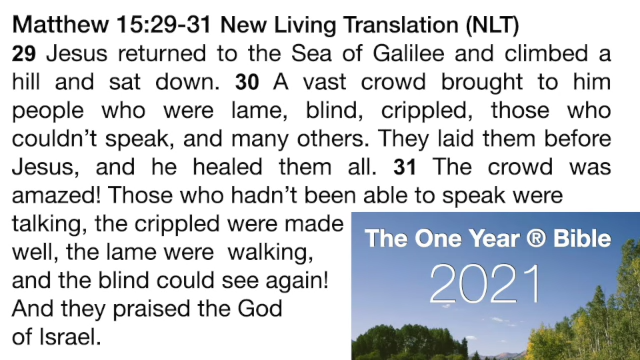 Matthew 15:29-31 New Living Translation (NLT)
29 Jesus returned to the Sea of Galilee and climbed a
hill and sat down. 30 A vast crowd brought to him
people who were lame, blind, crippled, those who
couldn’t speak, and many others. They laid them before
Jesus, and he healed them all. 31 The crowd was
amazed! Those who hadn’t been able to speak were
talking, the crippled were made
well, the lame were walking,
and the blind could see again!
And they praised the God
of Israel.
The One Year ® Bible
2021